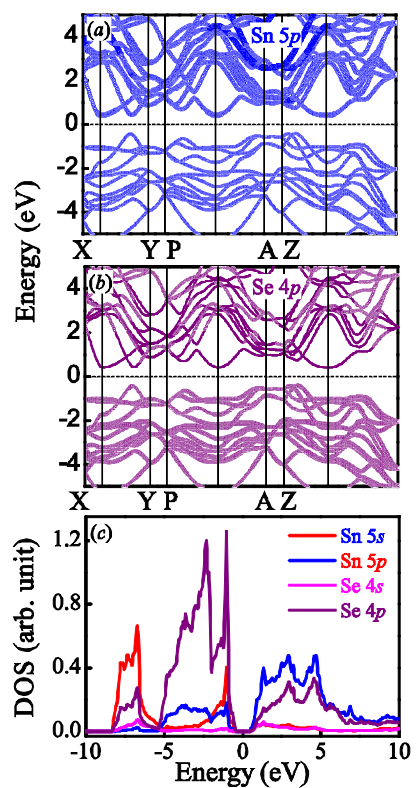 (a)
Sn 5p
4
2
0
-2
-4
X Y P A Z
Energy (eV)
(b)
Se 4p
4
2
0
-2
-4
X Y P A Z
(c)
Sn 5s
Sn 5p
Se 4s
Se 4p
1.2
0.8
0.4
0.0
DOS (arb. unit)
-10 -5 0 5 10
Energy (eV)